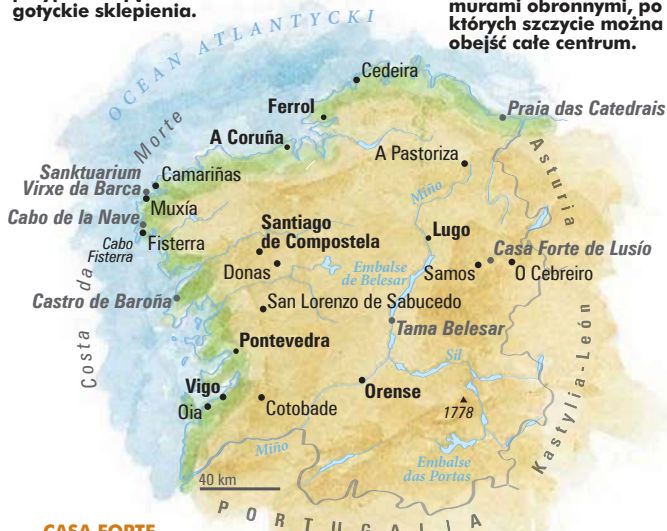 gotyckie sklepienia.
murami obronnymi, po
których szczycie można
obejść całe centrum.
OCEAN ATLANTYCKI
Cedeira
Ferrol
Praia das Catedrais
A Coruña
A Pastoriza
Asturia
Costa da Morte
Sanktuarium
Virxe da Barca
Camariñas
Muxía
Miño
Cabo de la Nave
Cabo
Fisterra
Fisterra
Santiago
de Compostela
Lugo
Casa Forte de Lusío
Donas
Embalse
de Belesar
Samos
O Cebreiro
Castro de Baroña
San Lorenzo de Sabucedo
Tama Belesar
Pontevedra
Sil
Kastylia-León
Vigo
Orense
Oia
Cotobade
1778
Miño
Embalse
das Portas
40 km
PORTUGALIA
CASA FORTE